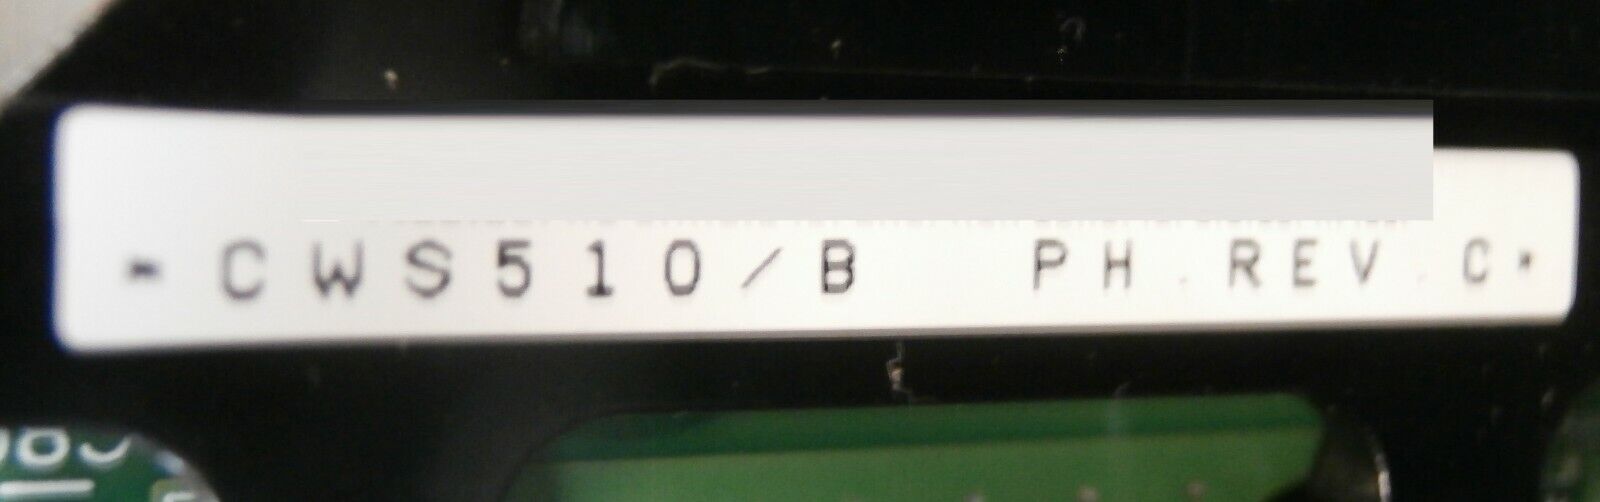 - CWS510/B PH.REV.C.